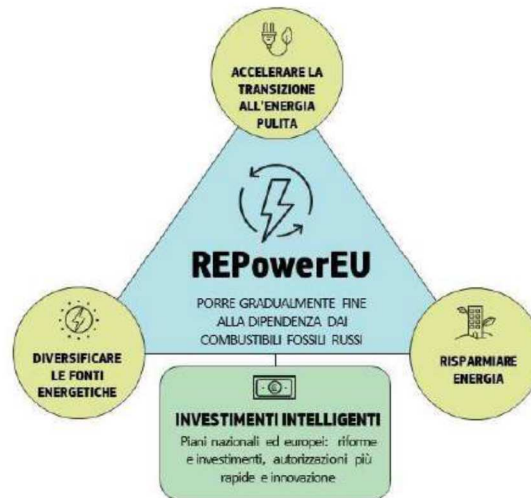 ACCELERARE LA
TRANSIZIONE
ALL'ENERGIA
PULITA
REPowerEU
PORRE GRADUALMENTE FINE
ALLA DIPENDENZA DAI
COMBUSTIBILI FOSSILI RUSSI
DIVERSIFICARE
LE FONTI
ENERGETICHE
RISPARMIARE
ENERGIA
INVESTIMENTI INTELLIGENTI
Piani nazionali ed europei: riforme
e investimenti, autorizzazioni più
rapide e innovazione